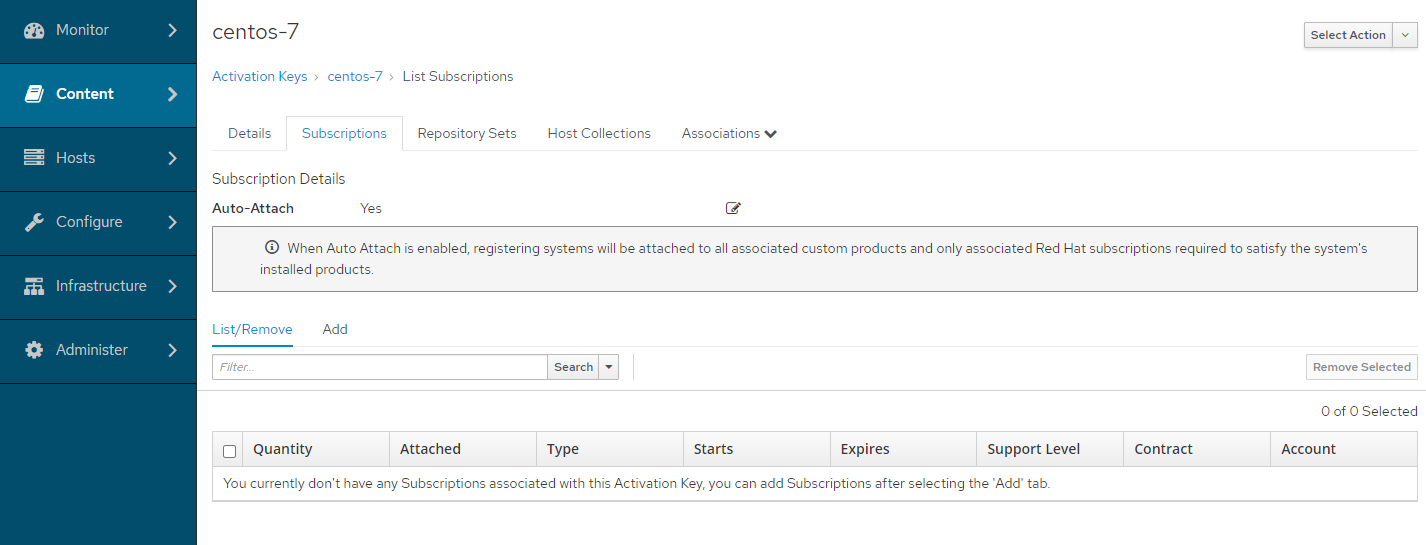 Monitor
Content
Hosts
Configure
Infrastructure
Administer
centos-7
Select Action
Activation Keys › centos-7 › List Subscriptions
Details Subscriptions Repository Sets Host Collections Associations
Subscription Details
Auto-Attach Yes
When Auto Attach is enabled, registering systems will be attached to all associated custom products and only associated Red Hat subscriptions required to satisfy the system's
installed products.
List/Remove Add
Filter... Search Remove Selected
0 of 0 Selected
Quantity Attached Type Starts Expires Support Level Contract Account
You currently don't have any Subscriptions associated with this Activation Key, you can add Subscriptions after selecting the 'Add' tab.